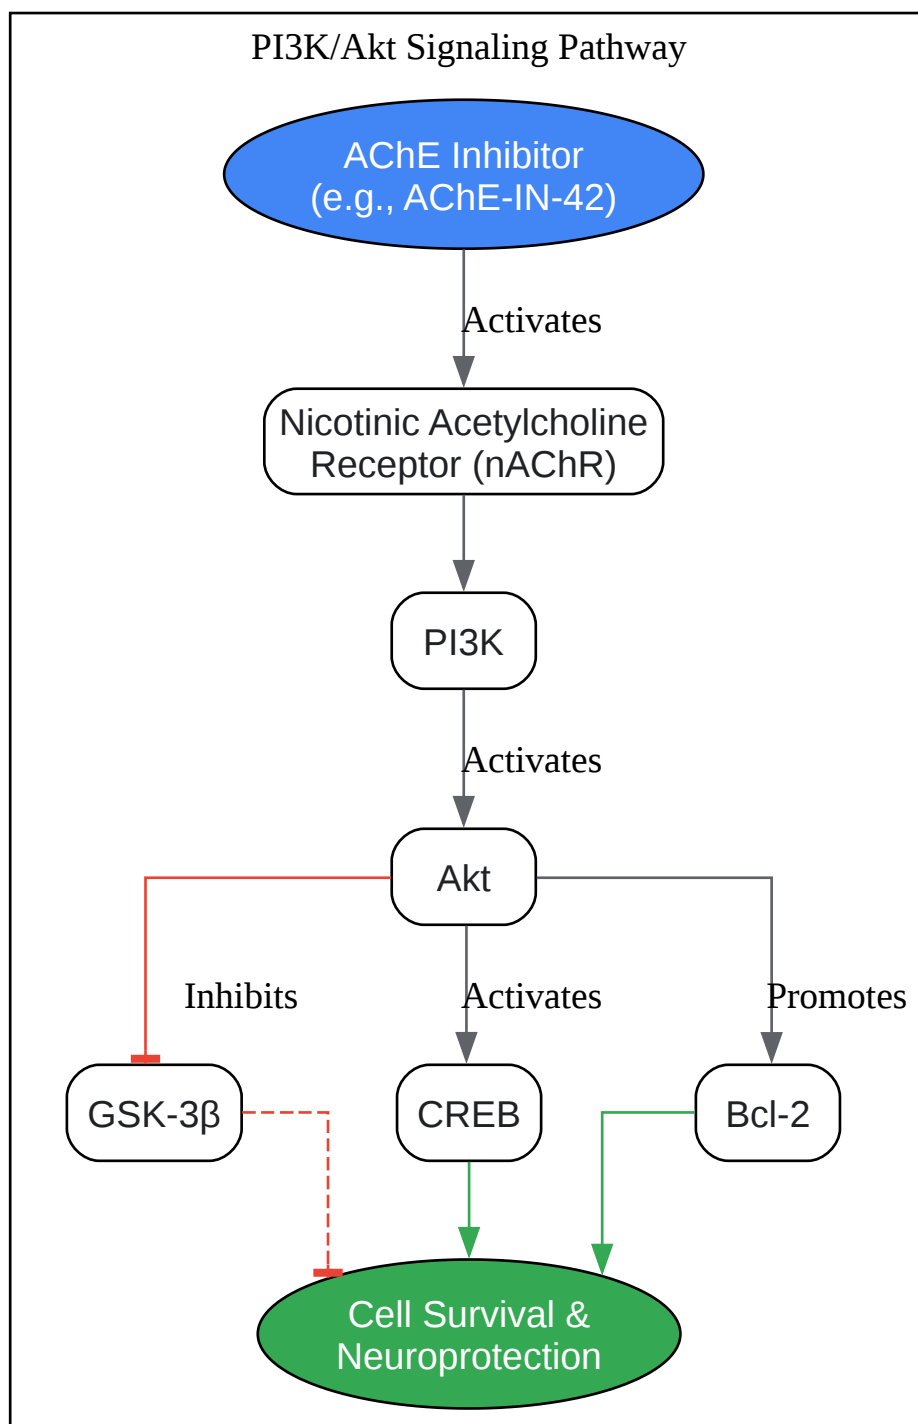 PI3K/Akt Signaling Pathway
AChE Inhibitor
(e.g., AChE-IN-42)
Activates
Nicotinic Acetylcholine
Receptor (nAChR)
PI3K
Activates
Akt
Inhibits
Activates
Promotes
GSK-3β
CREB
Bcl-2
Cell Survival &
Neuroprotection